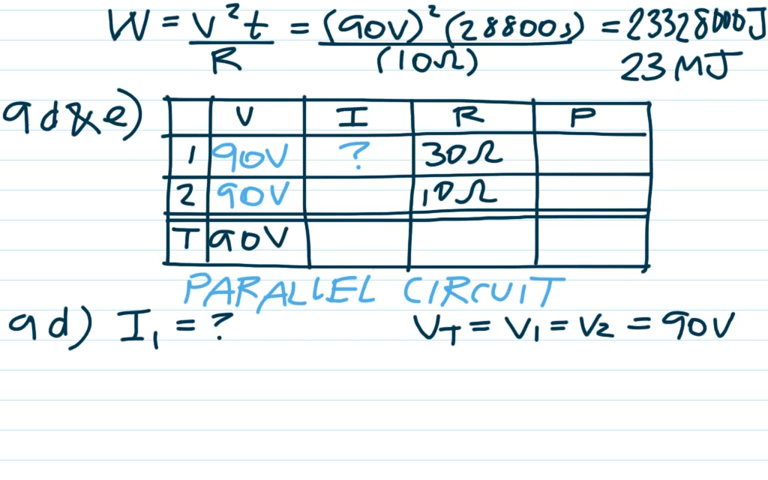 W = V²t / R = (90V)²(28800s) / (10Ω) = 23328000J
23MJ
9d&e)
V I R P
1 90V ? 30Ω
2 90V 10Ω
T 90V
PARALLEL CIRCUIT
9d) I₁ = ? V_T = V₁ = V₂ = 90V